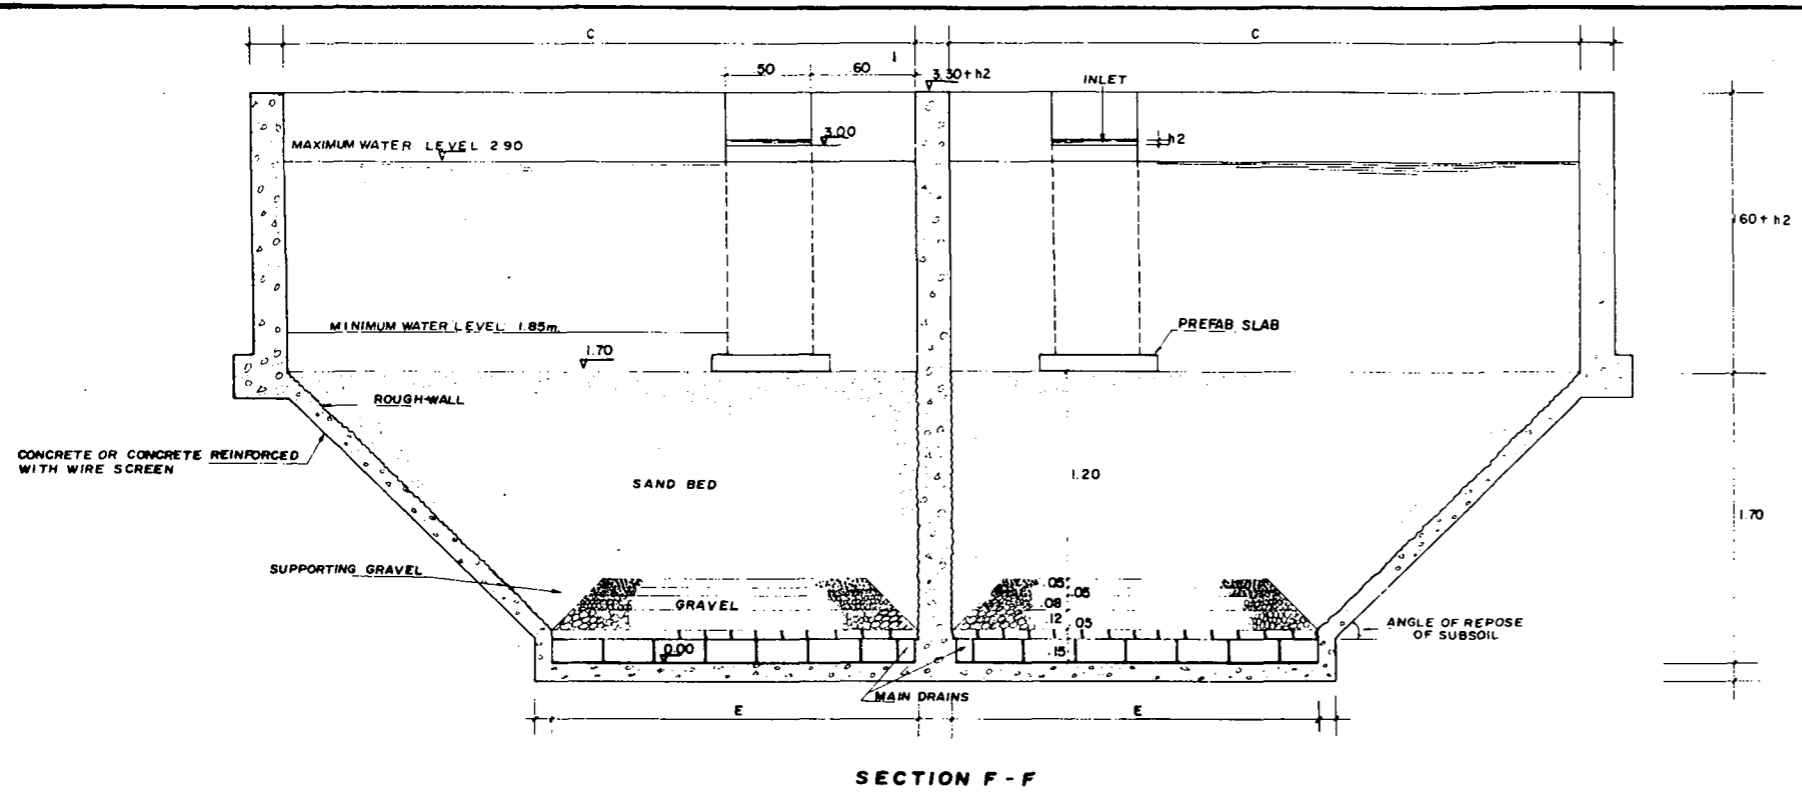 C
C
50
60
1
3.30+h2
INLET
3.00
h2
MAXIMUM WATER LEVEL 2.90
60+h2
MINIMUM WATER LEVEL 1.85m.
PREFAB SLAB
1.70
ROUGH-WALL
CONCRETE OR CONCRETE REINFORCED
WITH WIRE SCREEN
SAND BED
1.20
1.70
SUPPORTING GRAVEL
GRAVEL
.05
.05
.08
.12
.05
ANGLE OF REPOSE
OF SUBSOIL
0.00
.15
MAIN DRAINS
E
E
SECTION F - F